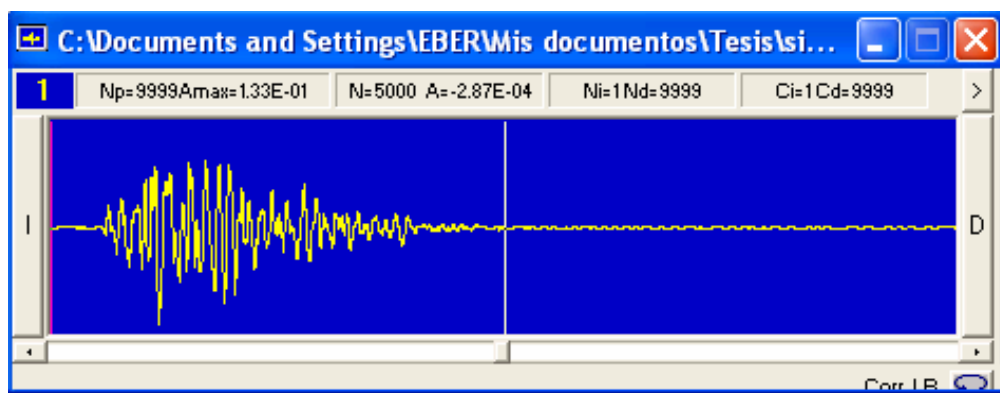 C:\Documents and Settings\EBER\Mis documentos\Tesis\si...
1 Np=9999Amax=1.33E-01 N=5000 A=-2.87E-04 Ni=1Nd=9999 Ci=1Cd=9999 >
I D